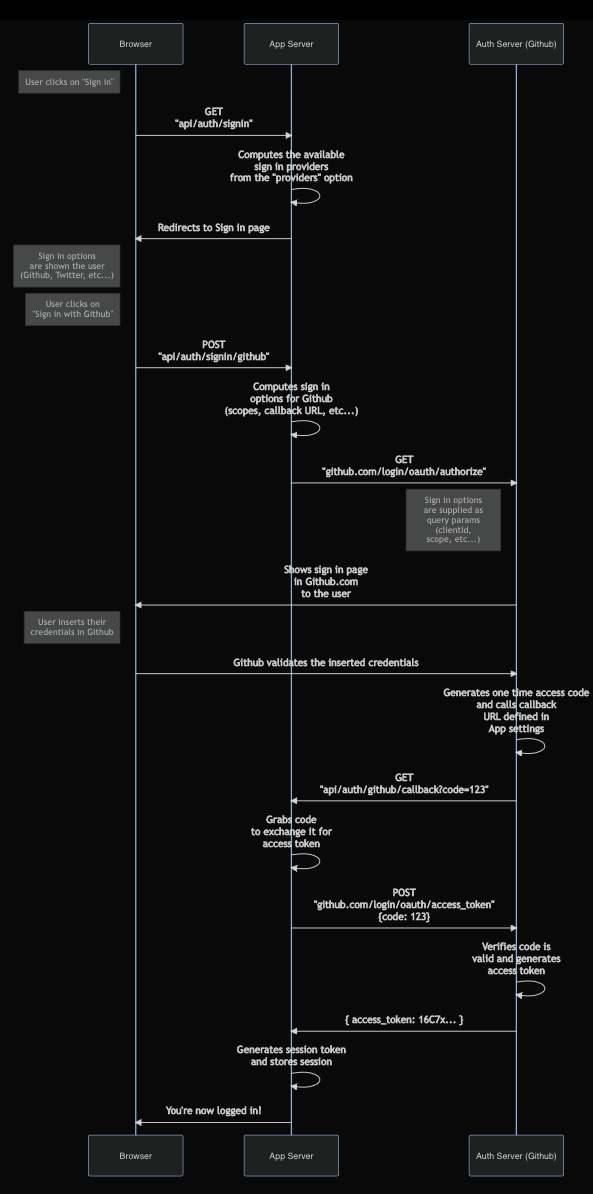 Browser
App Server
Auth Server (Github)
User clicks on "Sign in"
GET
"api/auth/signin"
Computes the available
sign in providers
from the "providers" option
Redirects to Sign in page
Sign in options
are shown the user
(Github, Twitter, etc...)
User clicks on
"Sign in with Github"
POST
"api/auth/signin/github"
Computes sign in
options for Github
(scopes, callback URL, etc...)
GET
"github.com/login/oauth/authorize"
Sign in options
are supplied as
query params
(clientId,
scope, etc...)
Shows sign in page
in Github.com
to the user
User inserts their
credentials in Github
Github validates the inserted credentials
Generates one time access code
and calls callback
URL defined in
App settings
GET
"api/auth/github/callback?code=123"
Grabs code
to exchange it for
access token
POST
"github.com/login/oauth/access_token"
{code: 123}
Verifies code is
valid and generates
access token
{ access_token: 16C7x... }
Generates session token
and stores session
You're now logged in!
Browser
App Server
Auth Server (Github)